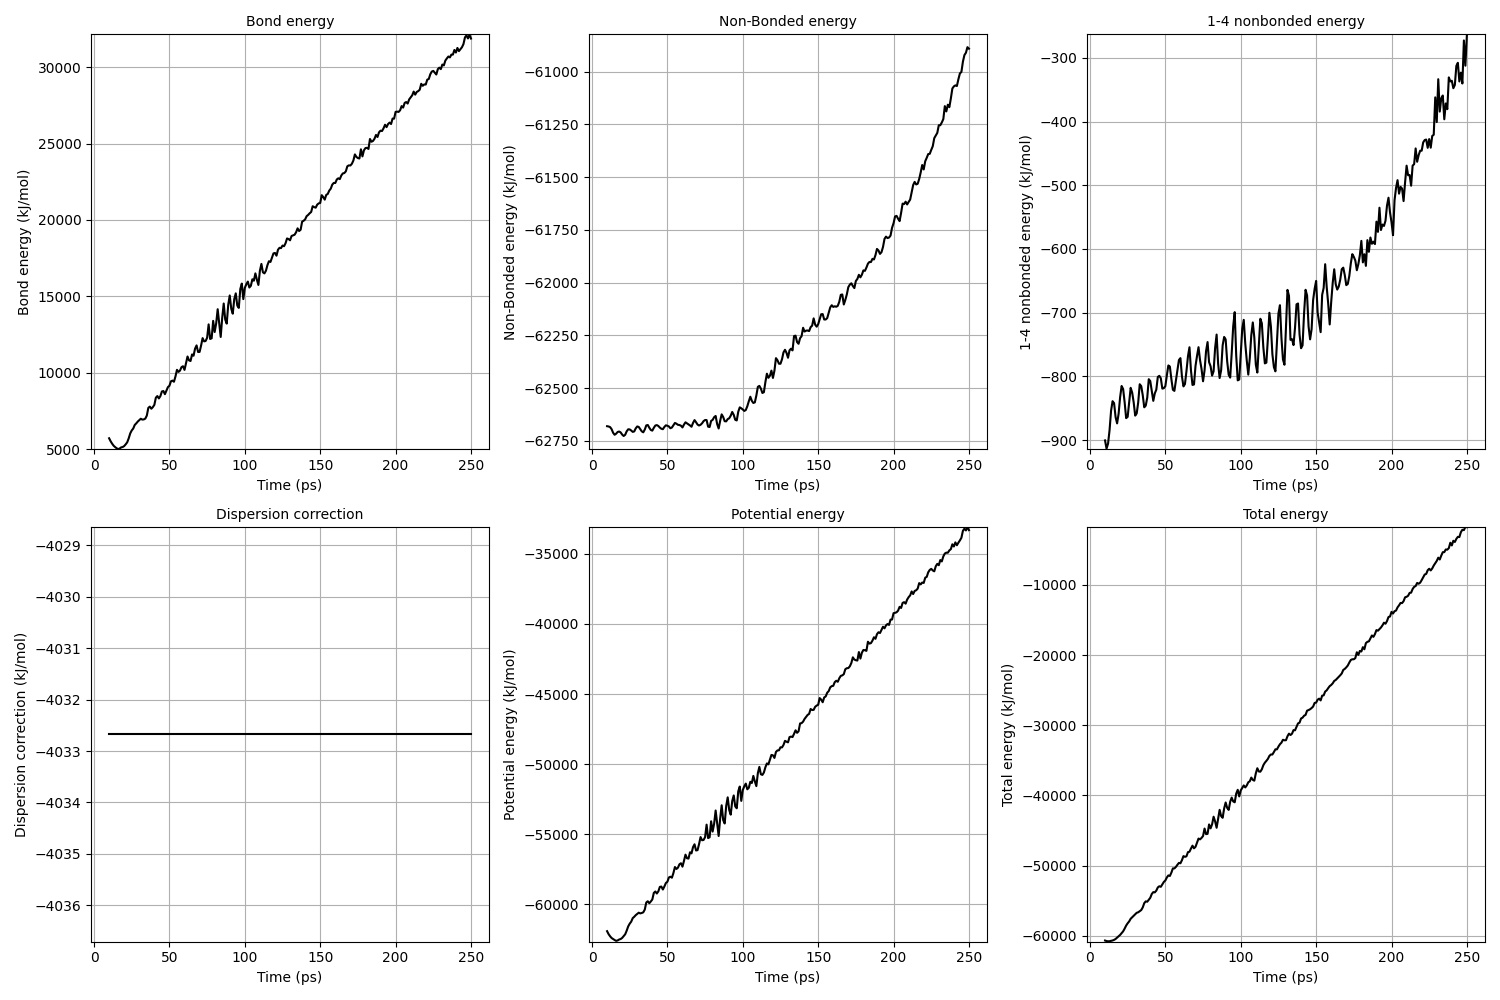 Bond energy
Bond energy (kJ/mol)
30000
25000
20000
15000
10000
5000
0 50 100 150 200 250
Time (ps)
Non-Bonded energy
Non-Bonded energy (kJ/mol)
−61000
−61250
−61500
−61750
−62000
−62250
−62500
−62750
0 50 100 150 200 250
Time (ps)
1-4 nonbonded energy
1-4 nonbonded energy (kJ/mol)
−300
−400
−500
−600
−700
−800
−900
0 50 100 150 200 250
Time (ps)
Dispersion correction
Dispersion correction (kJ/mol)
−4029
−4030
−4031
−4032
−4033
−4034
−4035
−4036
0 50 100 150 200 250
Time (ps)
Potential energy
Potential energy (kJ/mol)
−35000
−40000
−45000
−50000
−55000
−60000
0 50 100 150 200 250
Time (ps)
Total energy
Total energy (kJ/mol)
−10000
−20000
−30000
−40000
−50000
−60000
0 50 100 150 200 250
Time (ps)